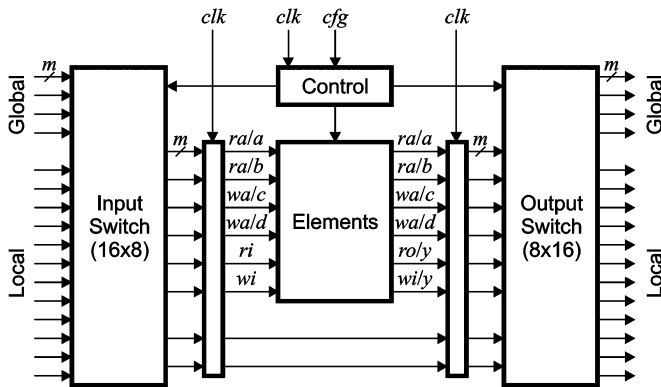 clk
clk
cfg
clk
m
Global
Control
m
Global
m
ra/a
ra/b
wa/c
wa/d
ri
wi
Input
Switch
(16x8)
Elements
ra/a
ra/b
wa/c
wa/d
ro/y
wi/y
m
Output
Switch
(8x16)
Local
Local